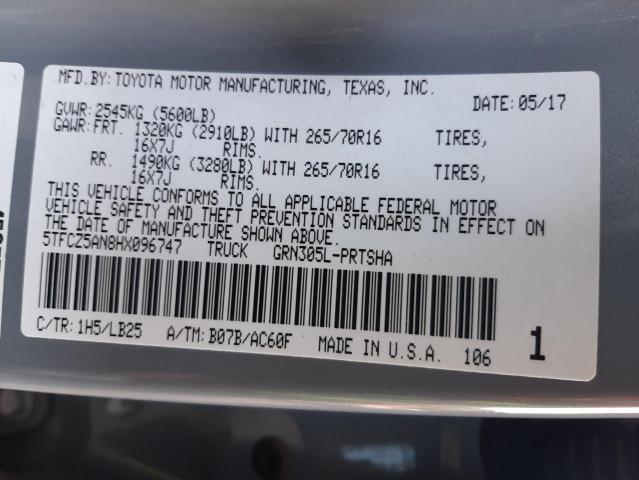 MFD.BY: TOYOTA MOTOR MANUFACTURING, TEXAS, INC.
DATE: 05/17
GVWR: 2545KG (5600LB)
GAWR: FRT. 1320KG (2910LB) WITH 265/70R16 TIRES,
16X7J RIMS.
RR. 1490KG (3280LB) WITH 265/70R16 TIRES,
16X7J RIMS.
THIS VEHICLE CONFORMS TO ALL APPLICABLE FEDERAL MOTOR
VEHICLE SAFETY AND THEFT PREVENTION STANDARDS IN EFFECT ON
THE DATE OF MANUFACTURE SHOWN ABOVE.
5TFCZ5AN8HX096747 TRUCK GRN305L-PRTSHA
C/TR: 1H5/LB25 A/TM: B07B/AC60F MADE IN U.S.A. 106 1